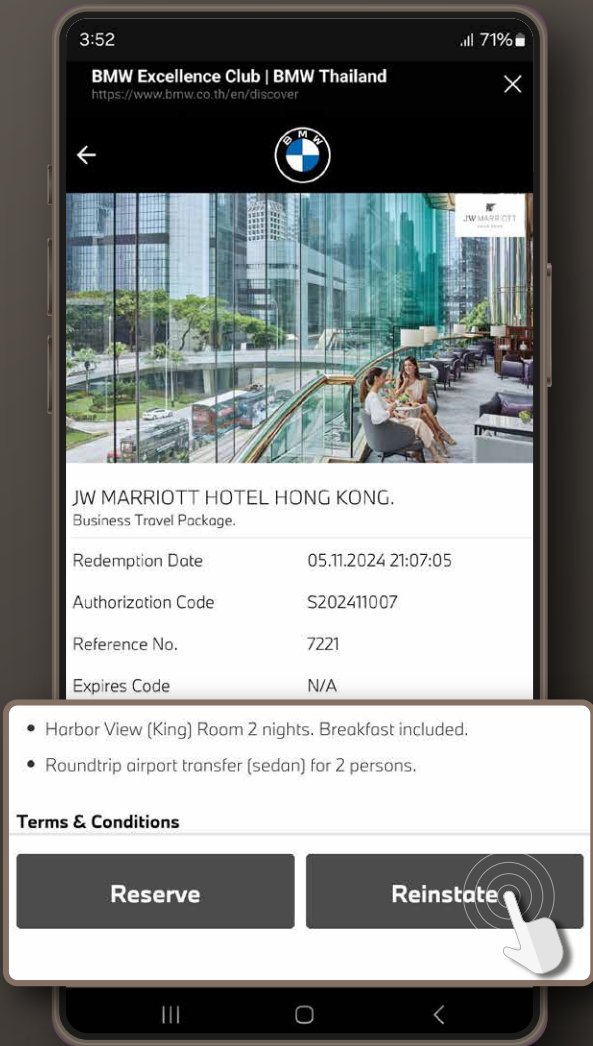 3:52
71%
BMW Excellence Club | BMW Thailand
https://www.bmw.co.th/en/discover
BMW
JW MARRIOTT
JW MARRIOTT HOTEL HONG KONG.
Business Travel Package.
Redemption Date 05.11.2024 21:07:05
Authorization Code S202411007
Reference No. 7221
Expires Code N/A
• Harbor View (King) Room 2 nights. Breakfast included.
• Roundtrip airport transfer (sedan) for 2 persons.
Terms & Conditions
Reserve Reinstate